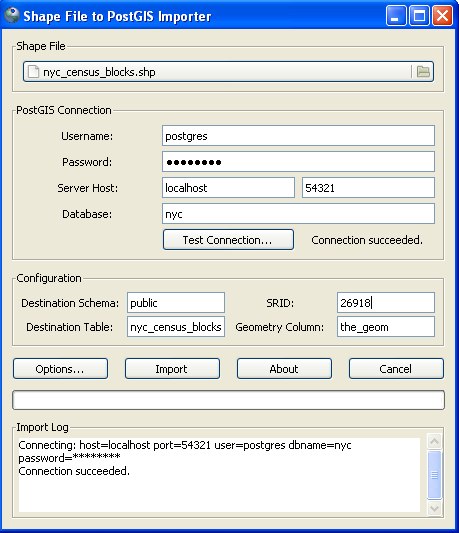 Shape File to PostGIS Importer
Shape File
nyc_census_blocks.shp
PostGIS Connection
Username: postgres
Password: ●●●●●●●●
Server Host: localhost 54321
Database: nyc
Test Connection... Connection succeeded.
Configuration
Destination Schema: public SRID: 26918
Destination Table: nyc_census_blocks Geometry Column: the_geom
Options... Import About Cancel
Import Log
Connecting: host=localhost port=54321 user=postgres dbname=nyc
password=********
Connection succeeded.